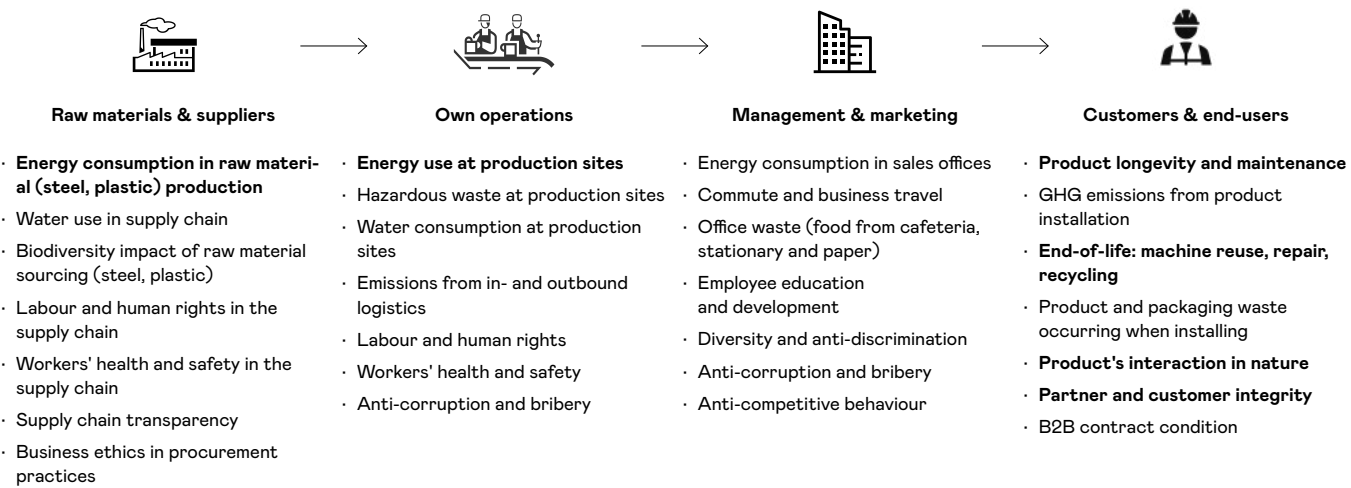 Raw materials & suppliers
· Energy consumption in raw materi-
al (steel, plastic) production
· Water use in supply chain
· Biodiversity impact of raw material
sourcing (steel, plastic)
· Labour and human rights in the
supply chain
· Workers' health and safety in the
supply chain
· Supply chain transparency
· Business ethics in procurement
practices
Own operations
· Energy use at production sites
· Hazardous waste at production sites
· Water consumption at production
sites
· Emissions from in- and outbound
logistics
· Labour and human rights
· Workers' health and safety
· Anti-corruption and bribery
Management & marketing
· Energy consumption in sales offices
· Commute and business travel
· Office waste (food from cafeteria,
stationary and paper)
· Employee education
and development
· Diversity and anti-discrimination
· Anti-corruption and bribery
· Anti-competitive behaviour
Customers & end-users
· Product longevity and maintenance
· GHG emissions from product
installation
· End-of-life: machine reuse, repair,
recycling
· Product and packaging waste
occurring when installing
· Product's interaction in nature
· Partner and customer integrity
· B2B contract condition